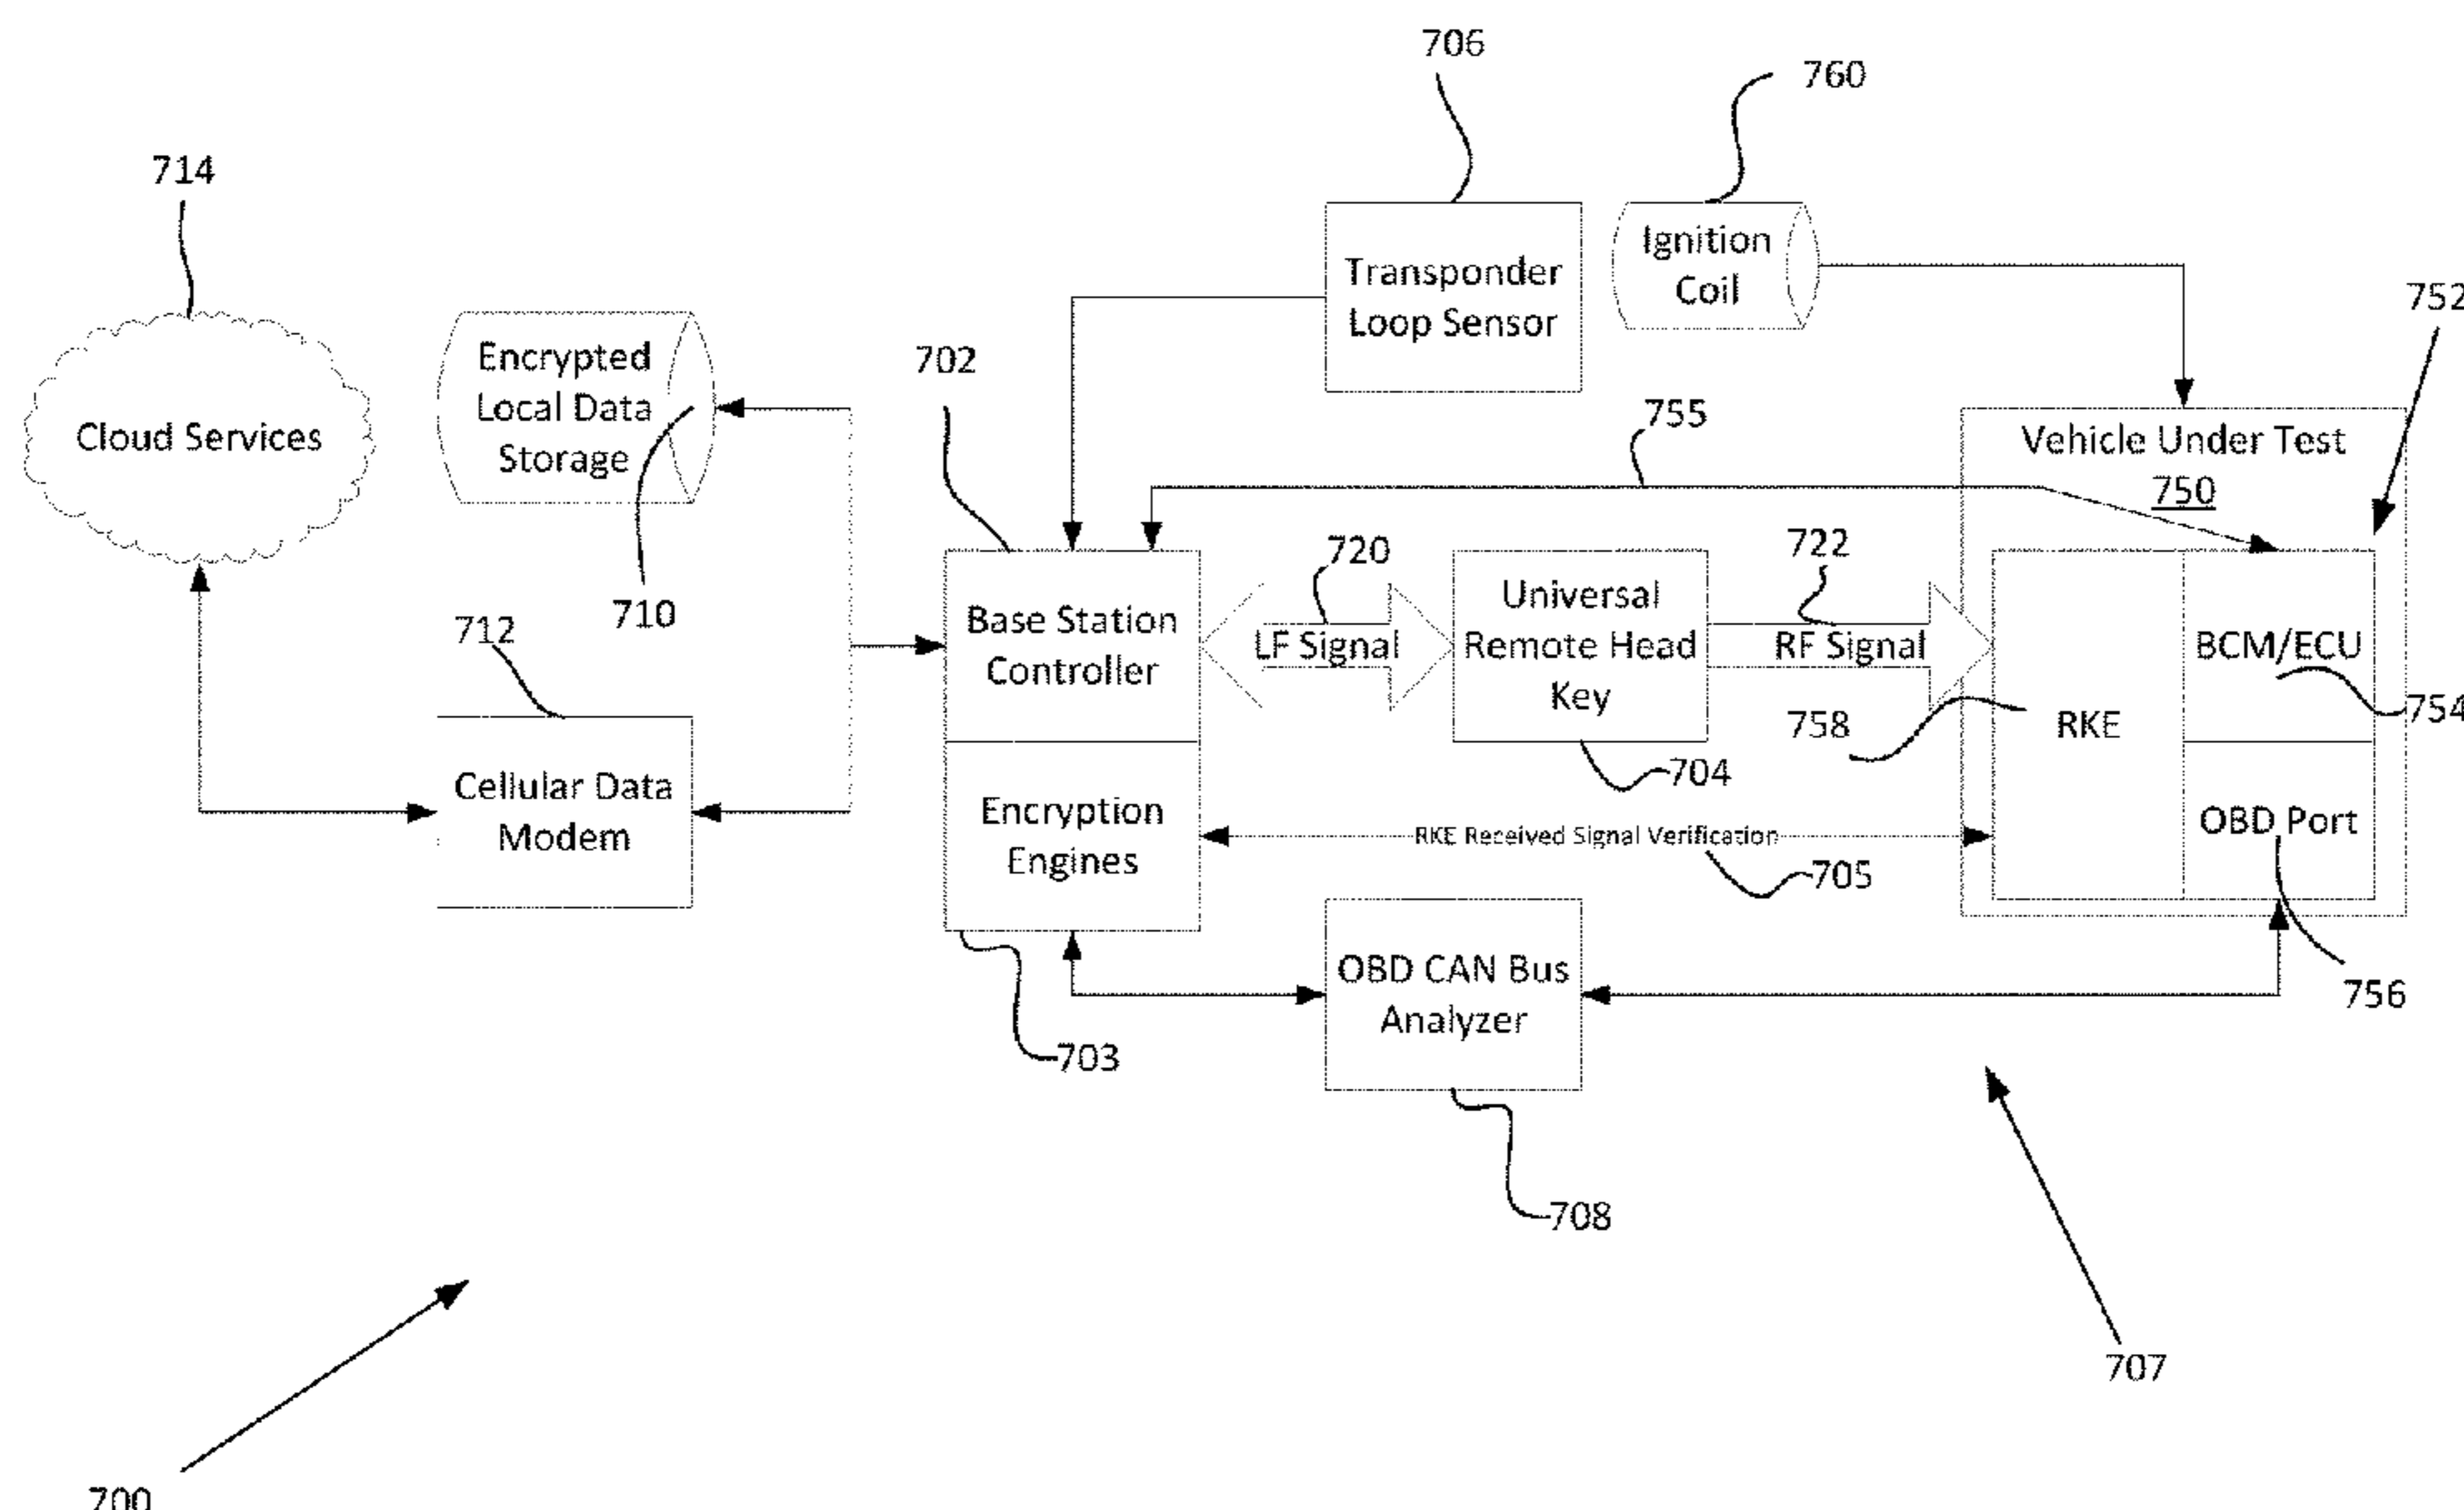 706
760
714
Ignition
Coil
Transponder
Loop Sensor
752
Encrypted
Local Data
Storage
702
755
Cloud Services
Vehicle Under Test
750
720
722
710
712
Base Station
Controller
LF Signal
Universal
Remote Head
Key
RF Signal
BCM/ECU
758
RKE
754
704
Cellular Data
Modem
Encryption
Engines
RKE Received Signal Verification
OBD Port
705
OBD CAN Bus
Analyzer
756
703
708
707
700